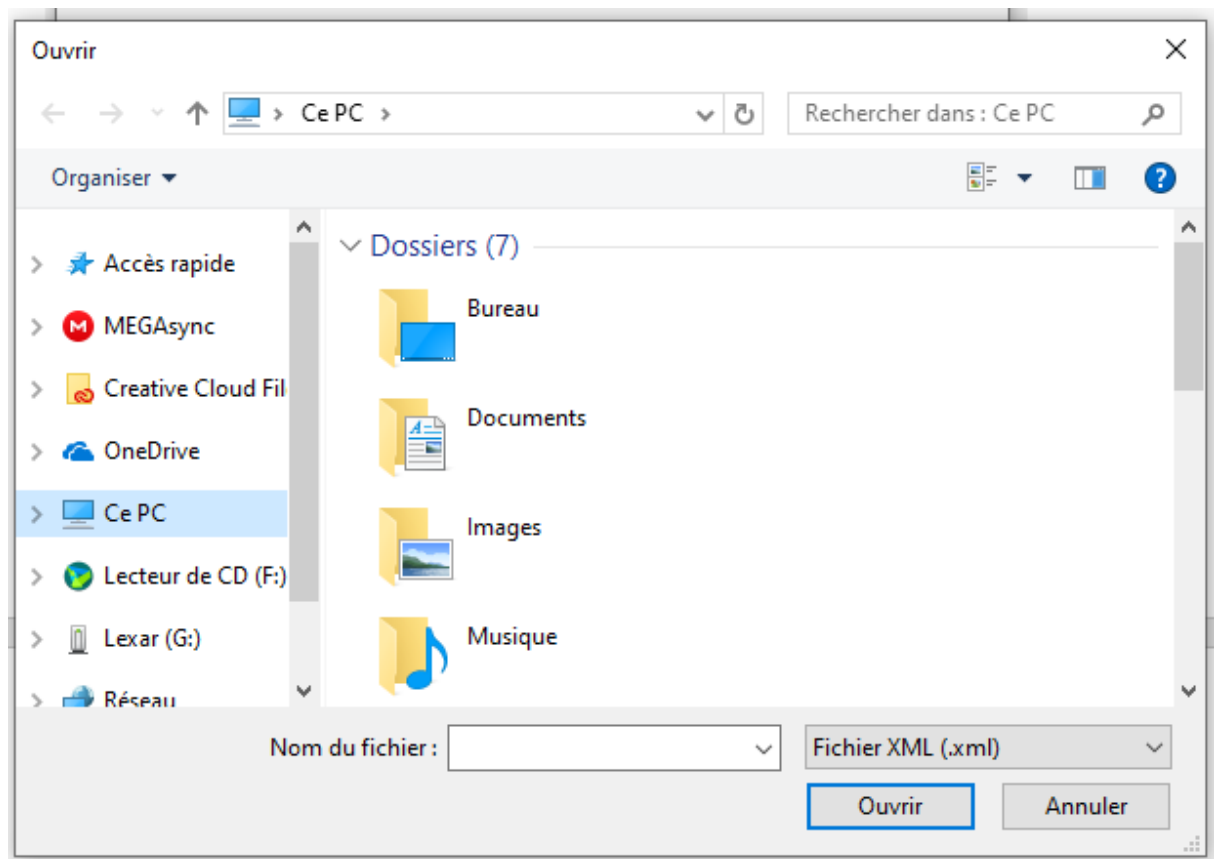 Ouvrir
Ce PC
Rechercher dans : Ce PC
Organiser
Accès rapide
MEGAsync
Creative Cloud Fil
OneDrive
Ce PC
Lecteur de CD (F:)
Lexar (G:)
Réseau
Dossiers (7)
Bureau
Documents
Images
Musique
Nom du fichier :
Fichier XML (.xml)
Ouvrir
Annuler